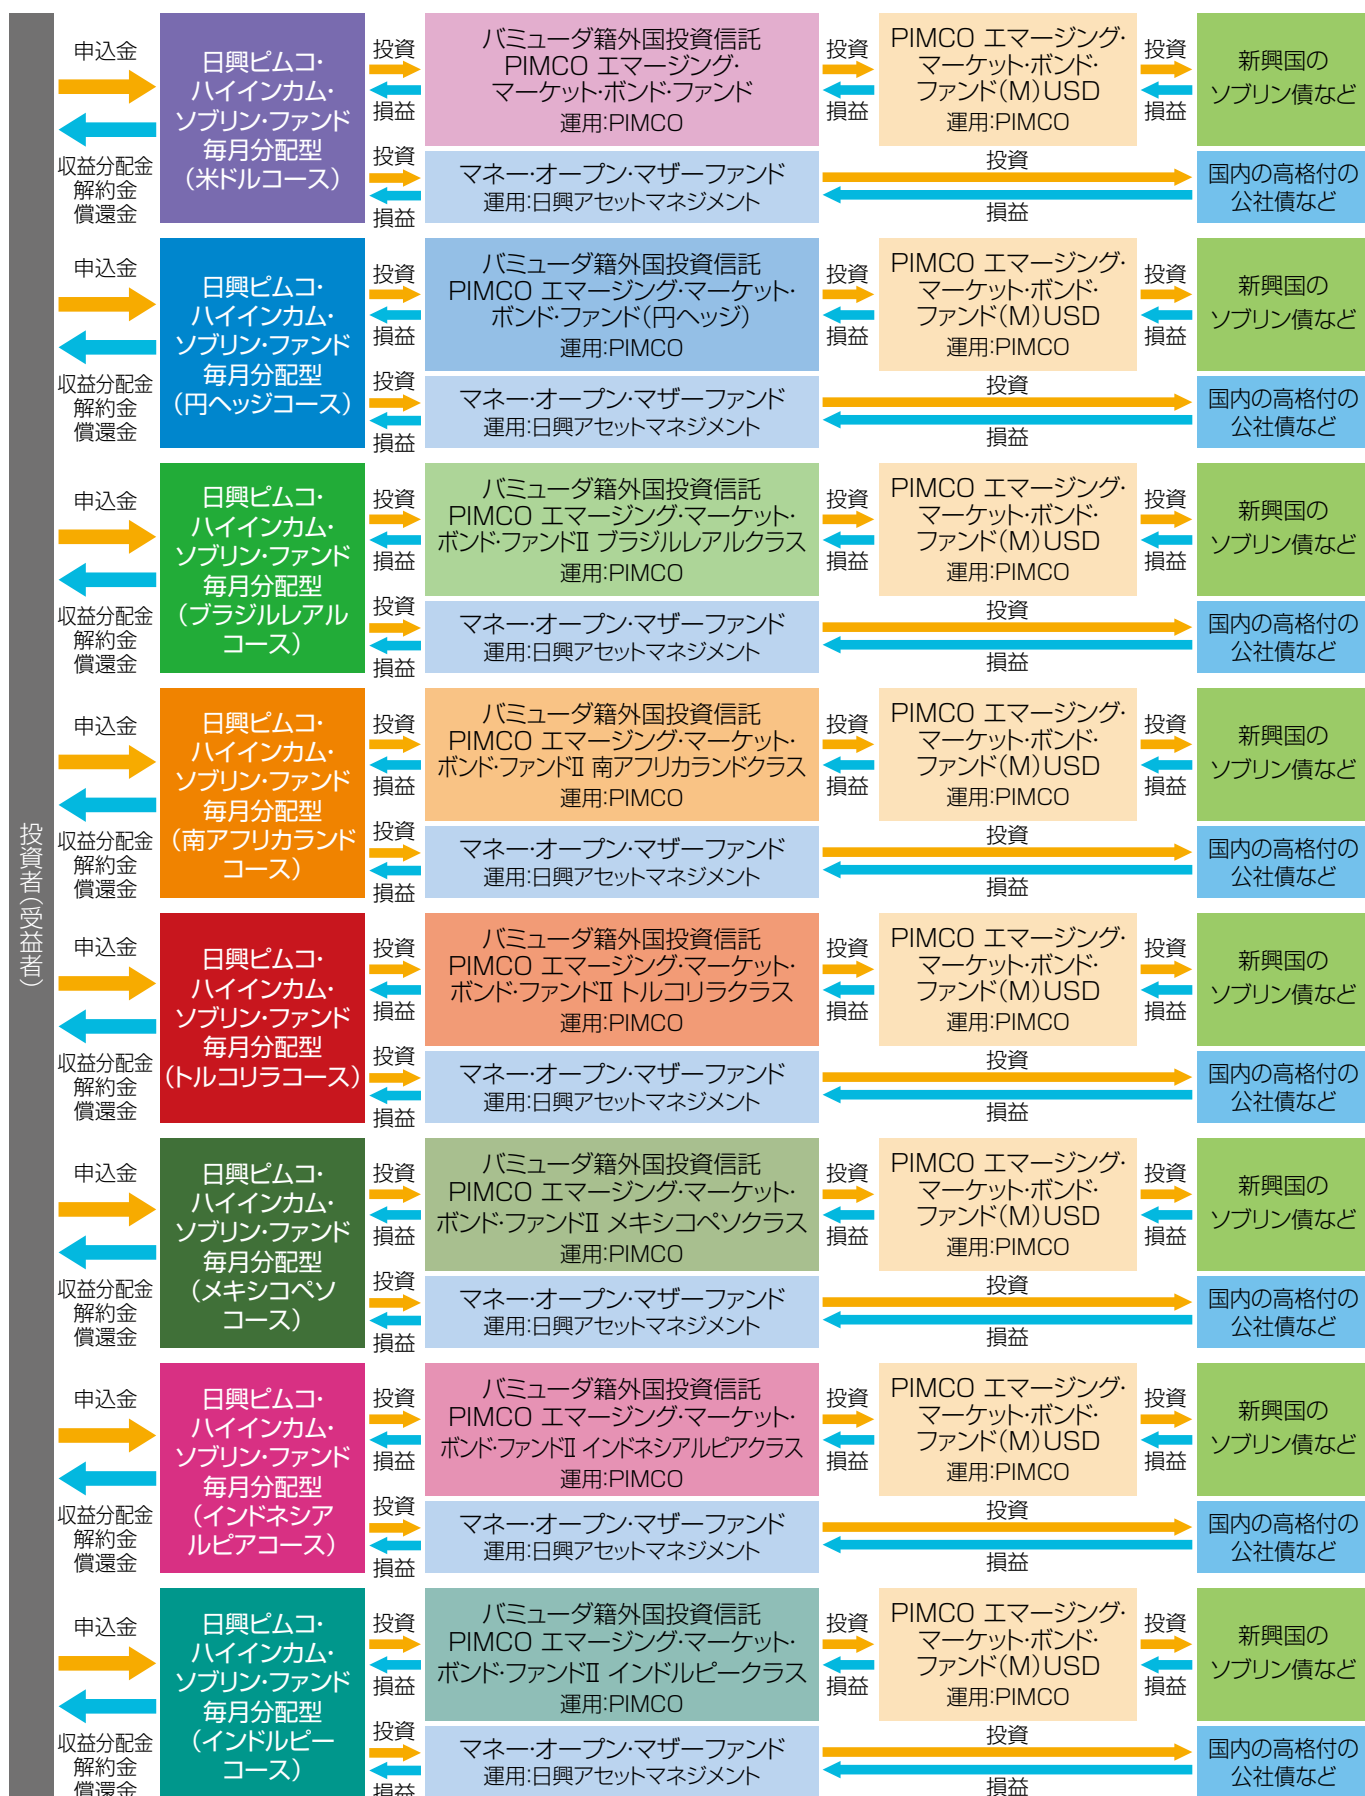 投資者(受益者)
申込金
収益分配金
解約金
償還金
日興ピムコ・
ハイインカム・
ソブリン・ファンド
毎月分配型
(米ドルコース)
投資
損益
投資
損益
バミューダ籍外国投資信託
PIMCO エマージング・
マーケット・ボンド・ファンド
運用:PIMCO
マネー・オープン・マザーファンド
運用:日興アセットマネジメント
投資
損益
PIMCO エマージング・
マーケット・ボンド・
ファンド(M)USD
運用:PIMCO
投資
損益
投資
損益
新興国の
ソブリン債など
国内の高格付の
公社債など
申込金
収益分配金
解約金
償還金
日興ピムコ・
ハイインカム・
ソブリン・ファンド
毎月分配型
(円ヘッジコース)
投資
損益
投資
損益
バミューダ籍外国投資信託
PIMCO エマージング・マーケット・
ボンド・ファンド(円ヘッジ)
運用:PIMCO
マネー・オープン・マザーファンド
運用:日興アセットマネジメント
投資
損益
PIMCO エマージング・
マーケット・ボンド・
ファンド(M)USD
運用:PIMCO
投資
損益
投資
損益
新興国の
ソブリン債など
国内の高格付の
公社債など
申込金
収益分配金
解約金
償還金
日興ピムコ・
ハイインカム・
ソブリン・ファンド
毎月分配型
(ブラジルレアル
コース)
投資
損益
投資
損益
バミューダ籍外国投資信託
PIMCO エマージング・マーケット・
ボンド・ファンドⅡ ブラジルレアルクラス
運用:PIMCO
マネー・オープン・マザーファンド
運用:日興アセットマネジメント
投資
損益
PIMCO エマージング・
マーケット・ボンド・
ファンド(M)USD
運用:PIMCO
投資
損益
投資
損益
新興国の
ソブリン債など
国内の高格付の
公社債など
申込金
収益分配金
解約金
償還金
日興ピムコ・
ハイインカム・
ソブリン・ファンド
毎月分配型
(南アフリカランド
コース)
投資
損益
投資
損益
バミューダ籍外国投資信託
PIMCO エマージング・マーケット・
ボンド・ファンドⅡ 南アフリカランドクラス
運用:PIMCO
マネー・オープン・マザーファンド
運用:日興アセットマネジメント
投資
損益
PIMCO エマージング・
マーケット・ボンド・
ファンド(M)USD
運用:PIMCO
投資
損益
投資
損益
新興国の
ソブリン債など
国内の高格付の
公社債など
申込金
収益分配金
解約金
償還金
日興ピムコ・
ハイインカム・
ソブリン・ファンド
毎月分配型
(トルコリラコース)
投資
損益
投資
損益
バミューダ籍外国投資信託
PIMCO エマージング・マーケット・
ボンド・ファンドⅡ トルコリラクラス
運用:PIMCO
マネー・オープン・マザーファンド
運用:日興アセットマネジメント
投資
損益
PIMCO エマージング・
マーケット・ボンド・
ファンド(M)USD
運用:PIMCO
投資
損益
投資
損益
新興国の
ソブリン債など
国内の高格付の
公社債など
申込金
収益分配金
解約金
償還金
日興ピムコ・
ハイインカム・
ソブリン・ファンド
毎月分配型
(メキシコペソ
コース)
投資
損益
投資
損益
バミューダ籍外国投資信託
PIMCO エマージング・マーケット・
ボンド・ファンドⅡ メキシコペソクラス
運用:PIMCO
マネー・オープン・マザーファンド
運用:日興アセットマネジメント
投資
損益
PIMCO エマージング・
マーケット・ボンド・
ファンド(M)USD
運用:PIMCO
投資
損益
投資
損益
新興国の
ソブリン債など
国内の高格付の
公社債など
申込金
収益分配金
解約金
償還金
日興ピムコ・
ハイインカム・
ソブリン・ファンド
毎月分配型
(インドネシア
ルピアコース)
投資
損益
投資
損益
バミューダ籍外国投資信託
PIMCO エマージング・マーケット・
ボンド・ファンドⅡ インドネシアルピアクラス
運用:PIMCO
マネー・オープン・マザーファンド
運用:日興アセットマネジメント
投資
損益
PIMCO エマージング・
マーケット・ボンド・
ファンド(M)USD
運用:PIMCO
投資
損益
投資
損益
新興国の
ソブリン債など
国内の高格付の
公社債など
申込金
収益分配金
解約金
償還金
日興ピムコ・
ハイインカム・
ソブリン・ファンド
毎月分配型
(インドルピー
コース)
投資
損益
投資
損益
バミューダ籍外国投資信託
PIMCO エマージング・マーケット・
ボンド・ファンドⅡ インドルピークラス
運用:PIMCO
マネー・オープン・マザーファンド
運用:日興アセットマネジメント
投資
損益
PIMCO エマージング・
マーケット・ボンド・
ファンド(M)USD
運用:PIMCO
投資
損益
投資
損益
新興国の
ソブリン債など
国内の高格付の
公社債など